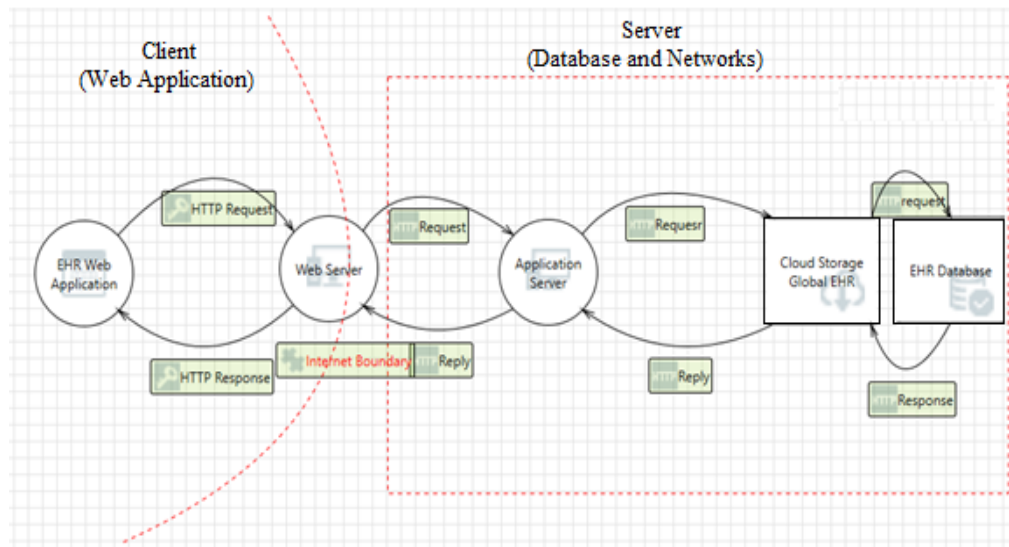 Client
(Web Application)
Server
(Database and Networks)
HTTP Request
Request
Requesr
request
EHR Web
Application
Web Server
Application
Server
Cloud Storage
Global EHR
EHR Database
HTTP Response
Internet Boundary
Reply
Reply
Response